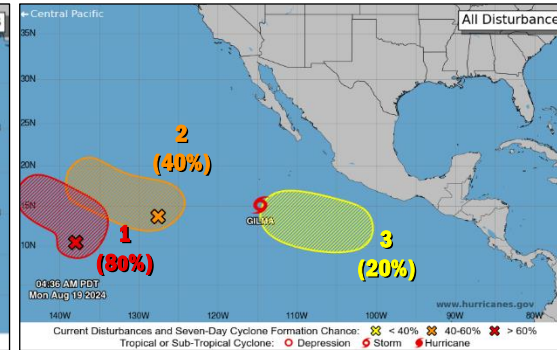 ← Central Pacific
All Disturbance
35N
30N
25N
2
(40%)
20N
15N
GILMA
1
(80%)
3
(20%)
10N
04:36 AM PDT
Mon Aug 19 2024
www.hurricanes.gov
140W 130W 120W 110W 100W 90W 80W
Current Disturbances and Seven-Day Cyclone Formation Chance: < 40% 40-60% > 60%
Tropical or Sub-Tropical Cyclone: Depression Storm Hurricane